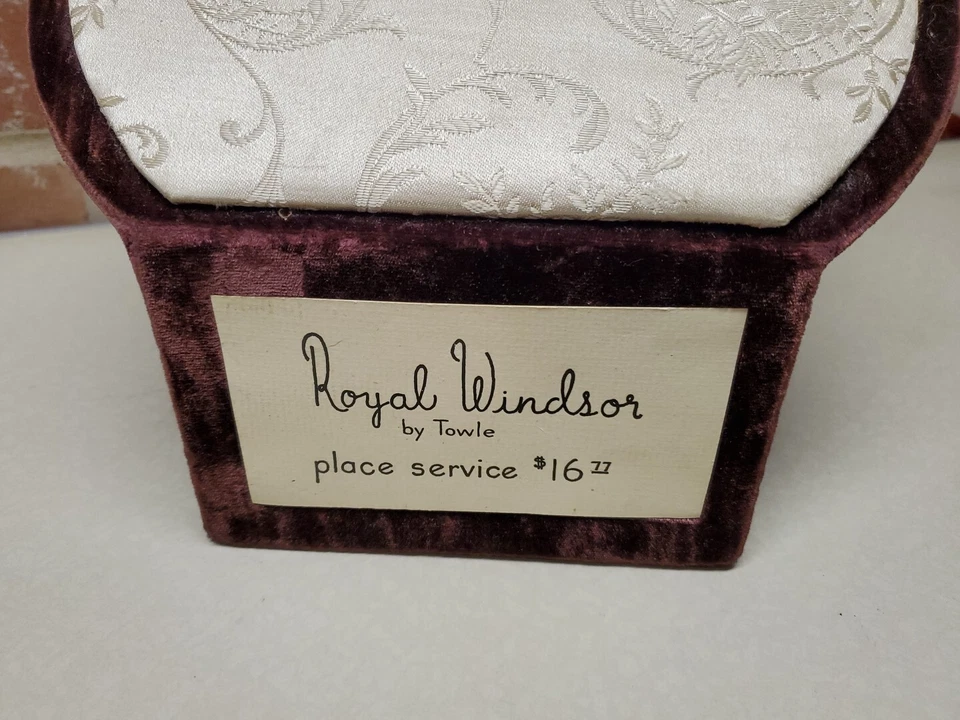 Royal Windsor
by Towle
place service $16 77